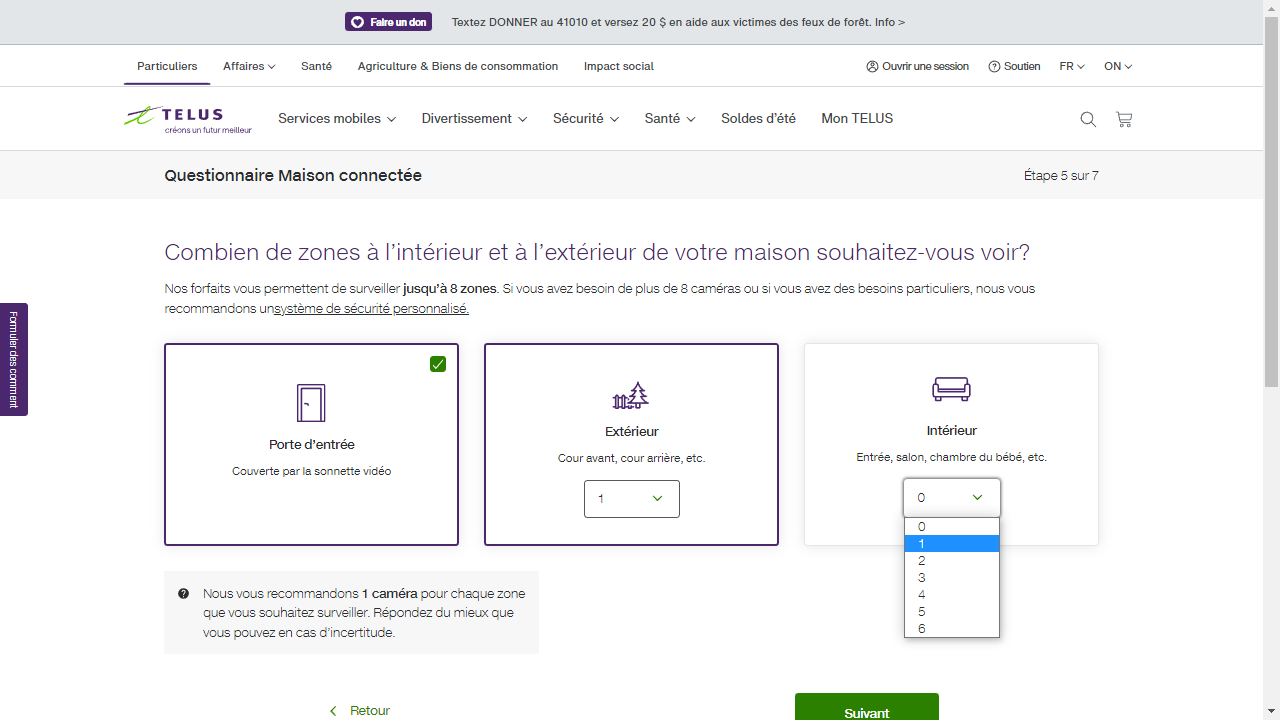 Faire un don
Textez DONNER au 41010 et versez 20 $ en aide aux victimes des feux de forêt. Info >
Particuliers
Affaires
Santé
Agriculture & Biens de consommation
Impact social
Ouvrir une session
Soutien
FR
ON
TELUS
créons un futur meilleur
Services mobiles
Divertissement
Sécurité
Santé
Soldes d'été
Mon TELUS
Questionnaire Maison connectée
Étape 5 sur 7
Combien de zones à l'intérieur et à l'extérieur de votre maison souhaitez-vous voir?
Nos forfaits vous permettent de surveiller jusqu'à 8 zones. Si vous avez besoin de plus de 8 caméras ou si vous avez des besoins particuliers, nous vous
recommandons unsystème de sécurité personnalisé.
Formuler des comment
Porte d'entrée
Couverte par la sonnette vidéo
Extérieur
Cour avant, cour arrière, etc.
1
Intérieur
Entrée, salon, chambre du bébé, etc.
0
0
1
2
3
4
5
6
Nous vous recommandons 1 caméra pour chaque zone
que vous souhaitez surveiller. Répondez du mieux que
vous pouvez en cas d'incertitude.
Retour
Suivant